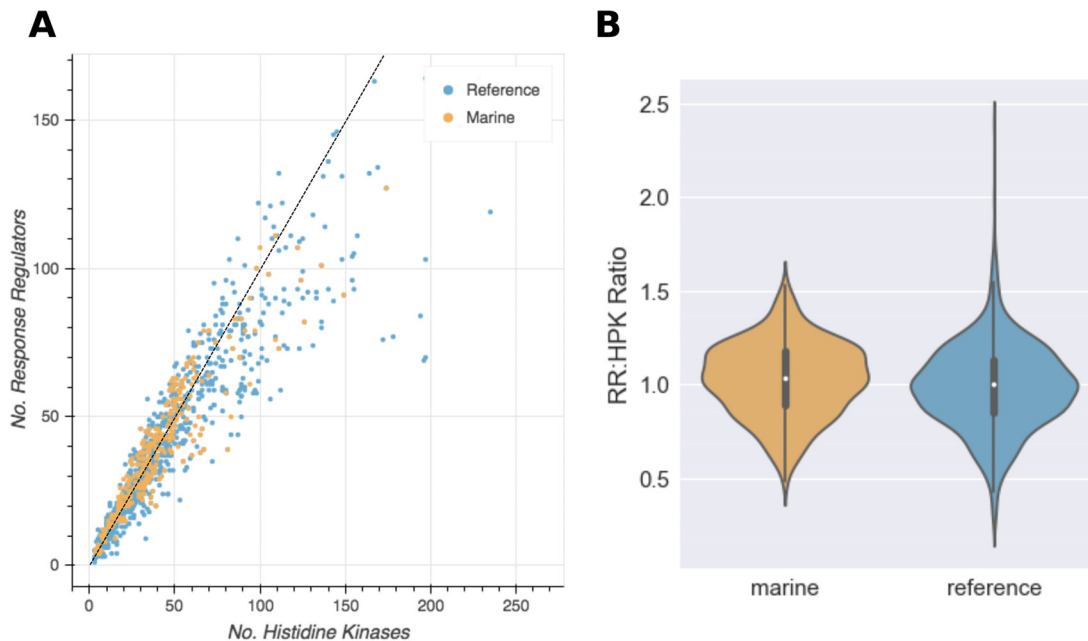 A
B
150
100
50
0
0 50 100 150 200 250
No. Response Regulators
No. Histidine Kinases
Reference
Marine
2.5
2.0
1.5
1.0
0.5
RR:HPK Ratio
marine reference